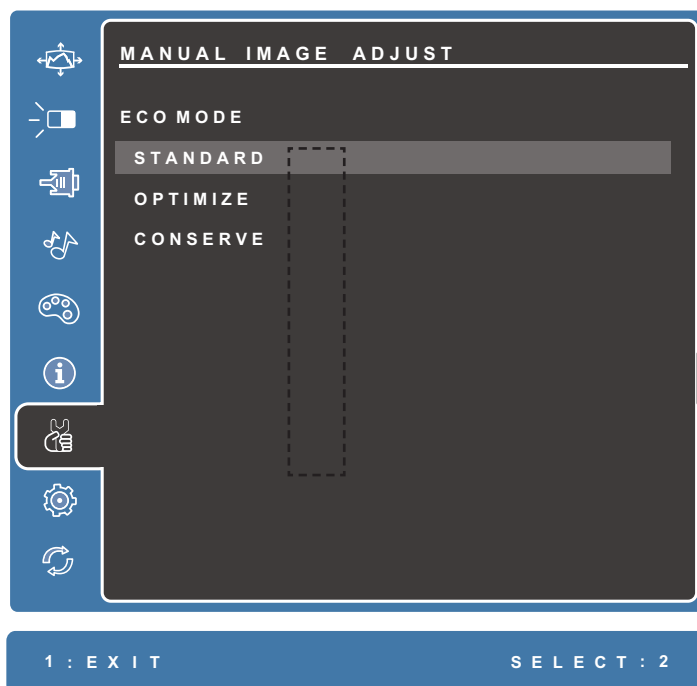 MANUAL IMAGE ADJUST
ECO MODE
STANDARD
OPTIMIZE
CONSERVE
1:EXIT SELECT:2